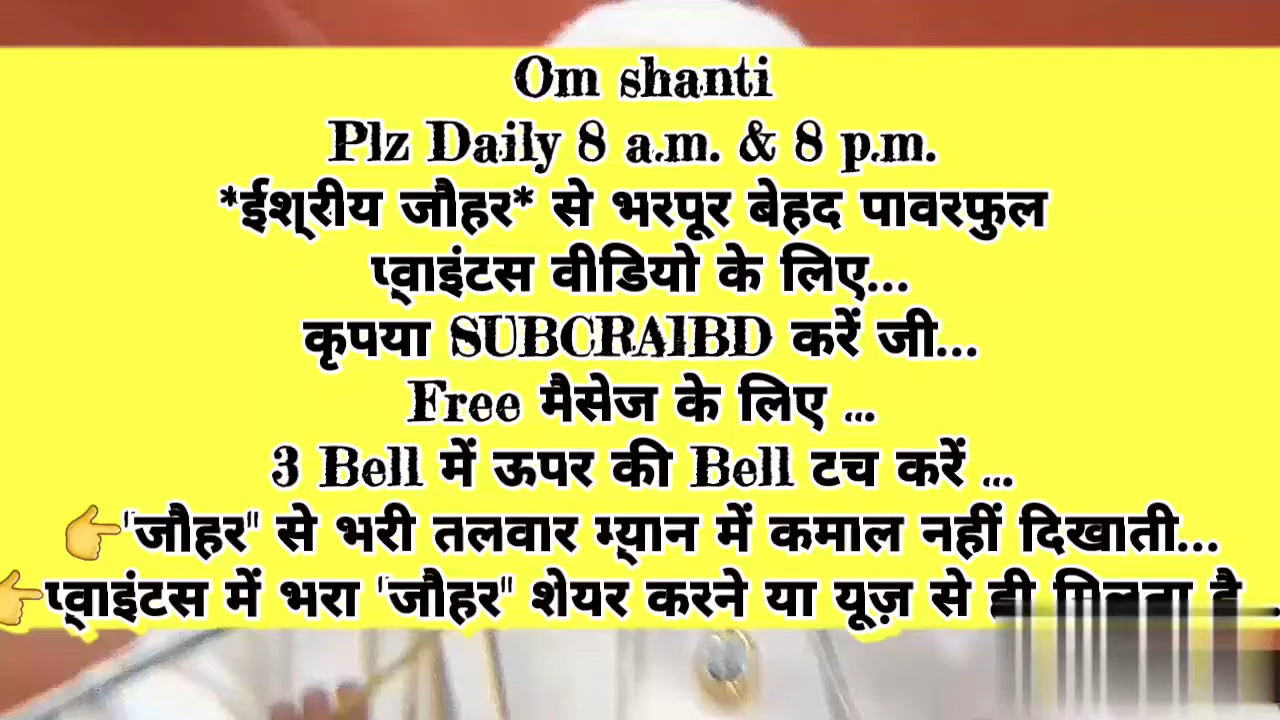 Om shanti
Plz Daily 8 a.m. & 8 p.m.
*ईश्रीय जौहर* से भरपूर बेहद पावरफुल
प्वाइंटस वीडियो के लिए...
कृपया SUBCRAIBD करें जी...
Free मैसेज के लिए ...
3 Bell में ऊपर की Bell टच करें ...
👉"जौहर" से भरी तलवार म्यान में कमाल नहीं दिखाती...
👉प्वाइंटस में भरा "जौहर" शेयर करने या यूज़ से ही मिलता है